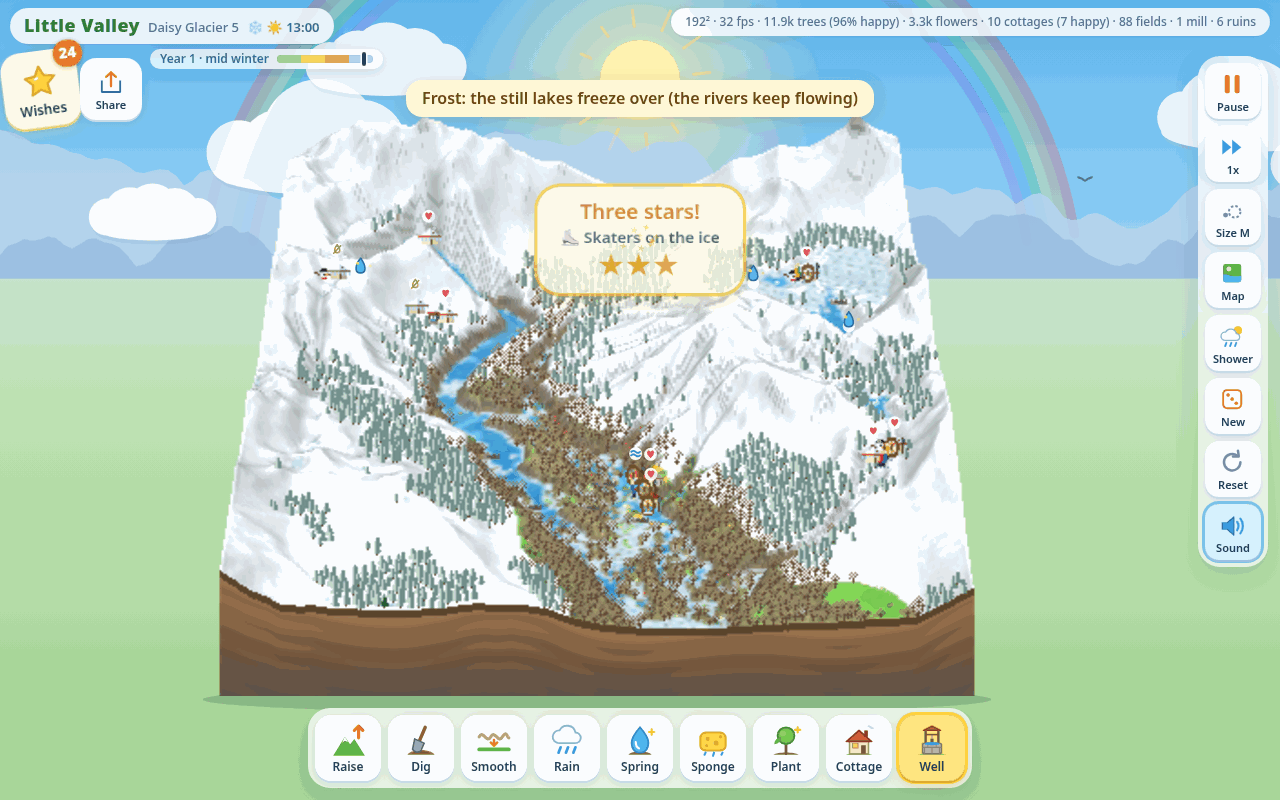 Little Valley Daisy Glacier 5 13:00
192² · 32 fps · 11.9k trees (96% happy) · 3.3k flowers · 10 cottages (7 happy) · 88 fields · 1 mill · 6 ruins
24
Wishes
Share
Year 1 · mid winter
Frost: the still lakes freeze over (the rivers keep flowing)
Three stars!
Skaters on the ice
Pause
1x
Size M
Map
Shower
New
Reset
Sound
Raise
Dig
Smooth
Rain
Spring
Sponge
Plant
Cottage
Well